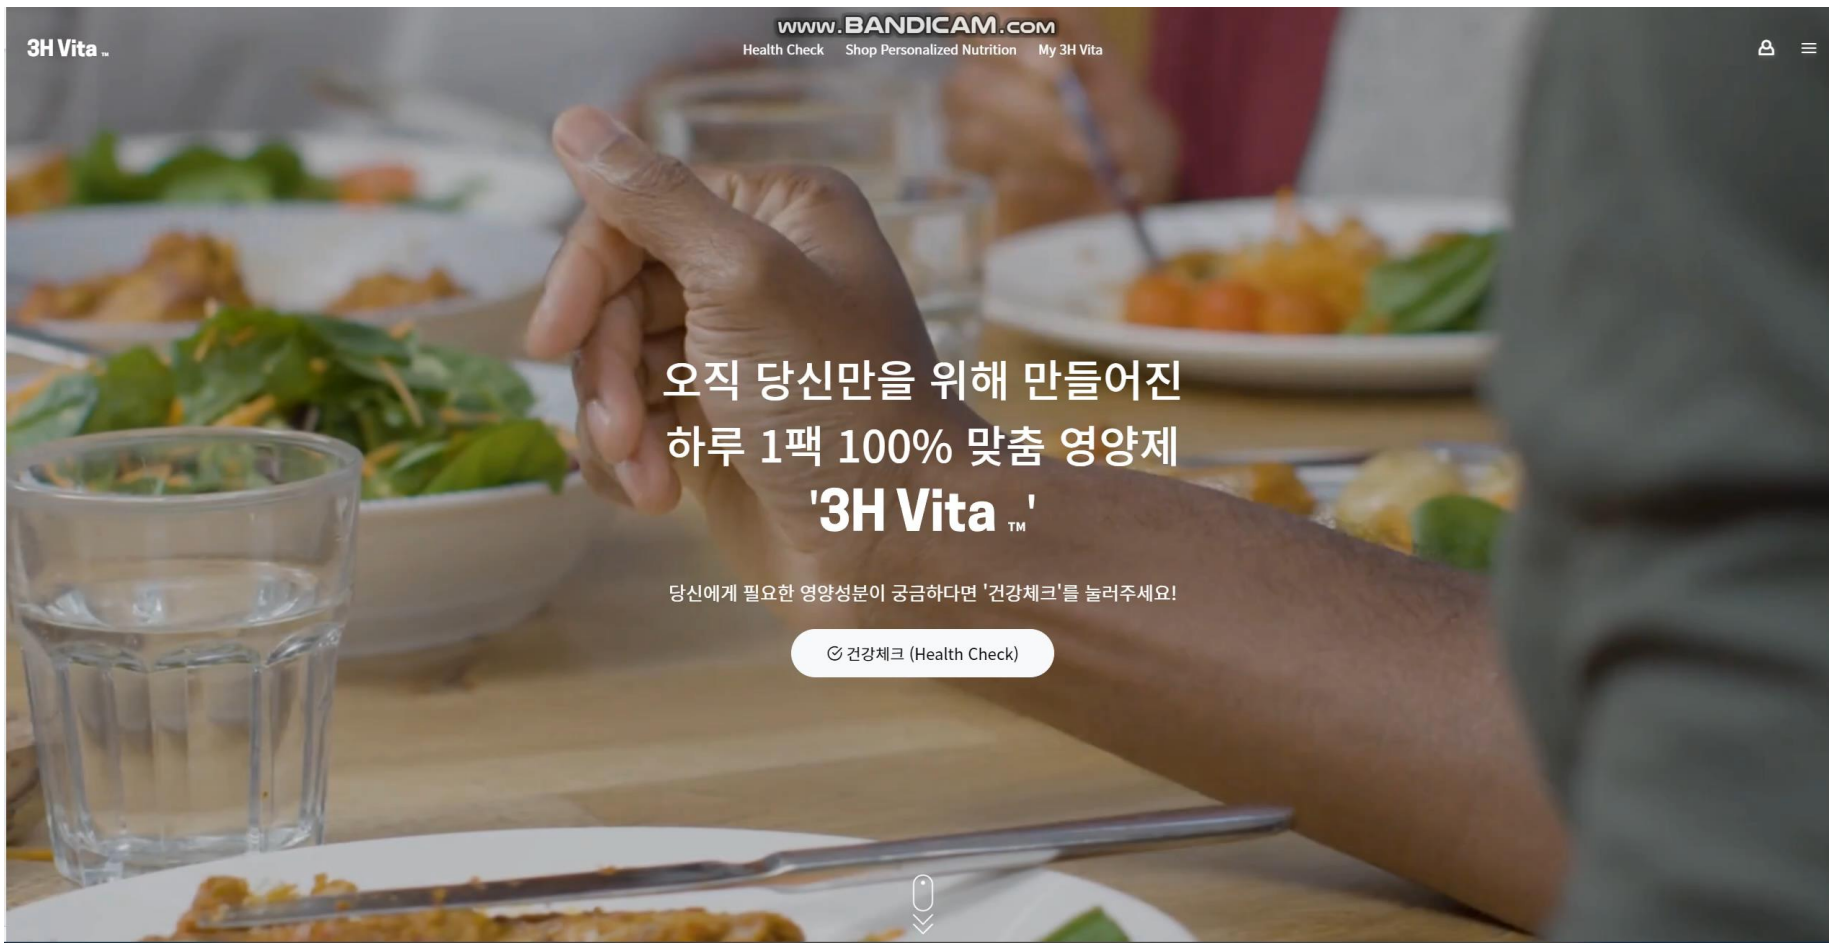 www.BANDICAM.com
3H Vita ™
Health Check Shop Personalized Nutrition My 3H Vita
오직 당신만을 위해 만들어진
하루 1팩 100% 맞춤 영양제
'3H Vita ™'
당신에게 필요한 영양성분이 궁금하다면 '건강체크'를 눌러주세요!
건강체크 (Health Check)